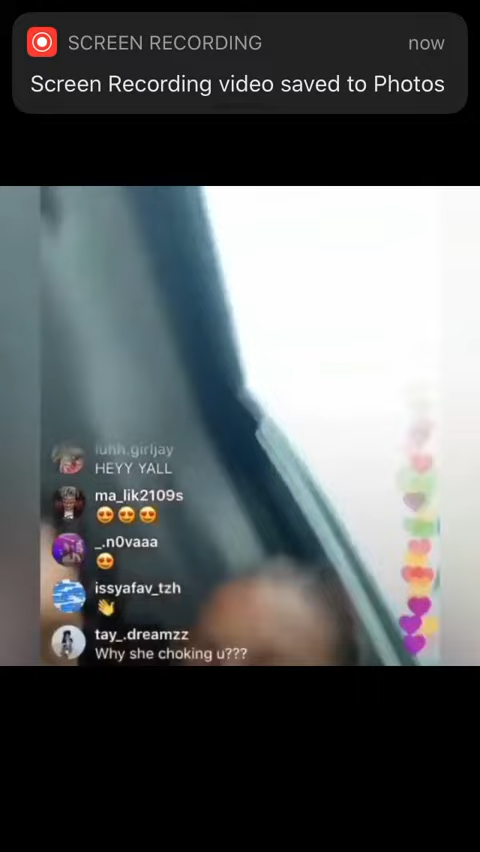 SCREEN RECORDING
now
Screen Recording video saved to Photos
luhh.girljay
HEYY YALL
ma_lik2109s
😍😍😍
_.n0vaaa
😍
issyafav_tzh
👋
tay_.dreamzz
Why she choking u???